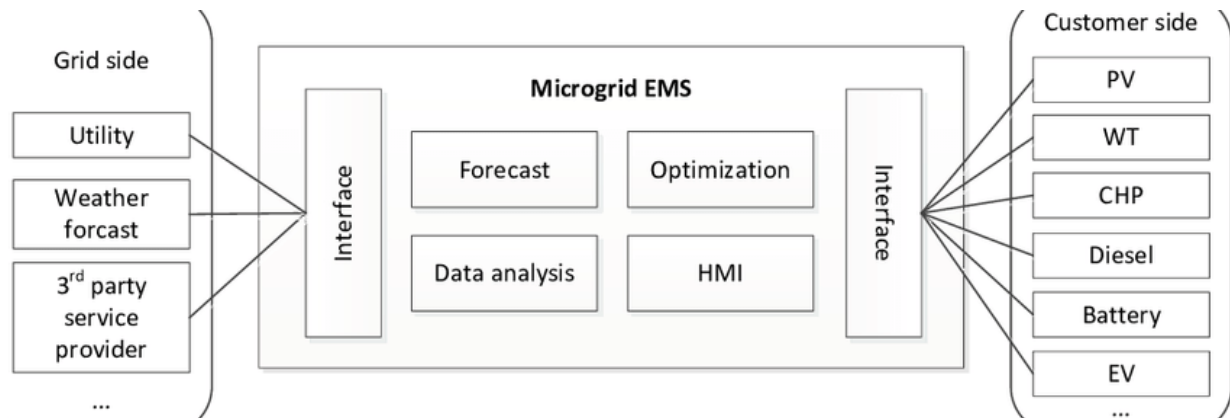 Grid side
Utility
Weather
forcast
3rd party
service
provider
...
Microgrid EMS
Interface
Forecast
Optimization
Data analysis
HMI
Interface
Customer side
PV
WT
CHP
Diesel
Battery
EV
...